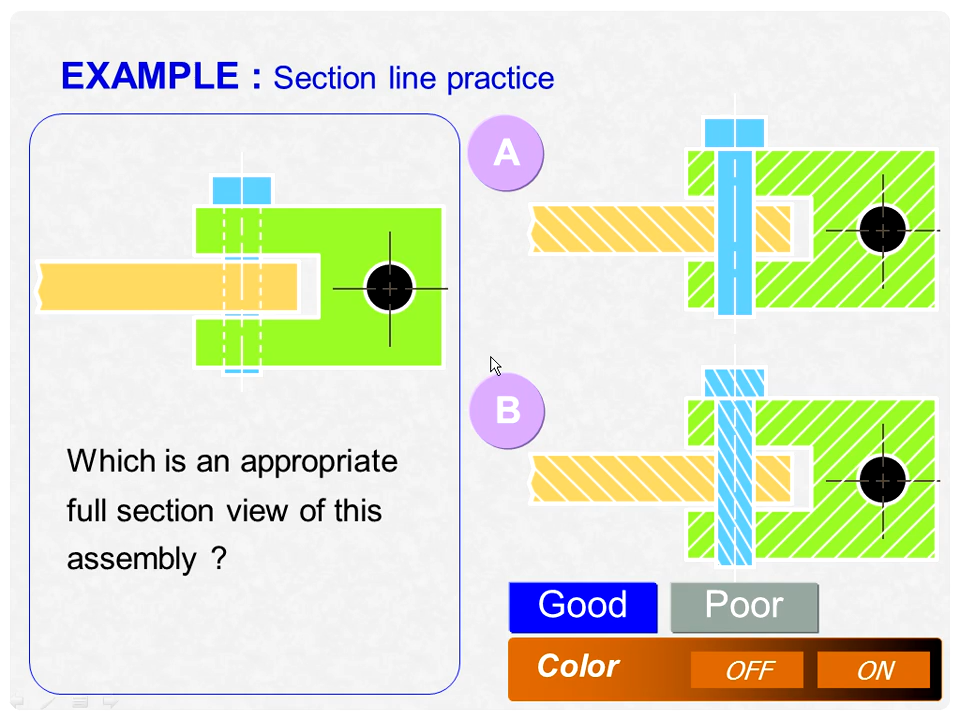 EXAMPLE : Section line practice
A
B
Which is an appropriate
full section view of this
assembly ?
Good
Poor
Color
OFF
ON